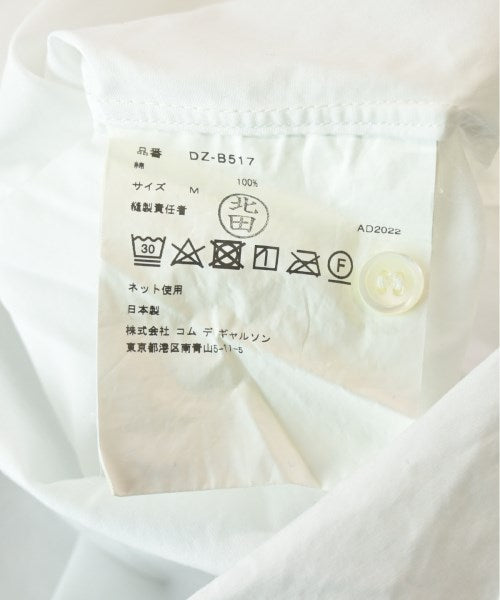 品番 DZ-B517
綿 100%
サイズ M
縫製責任者 北田
AD2022
30 F
ネット使用
日本製
株式会社 コム デ ギャルソン
東京都港区南青山5-11-5